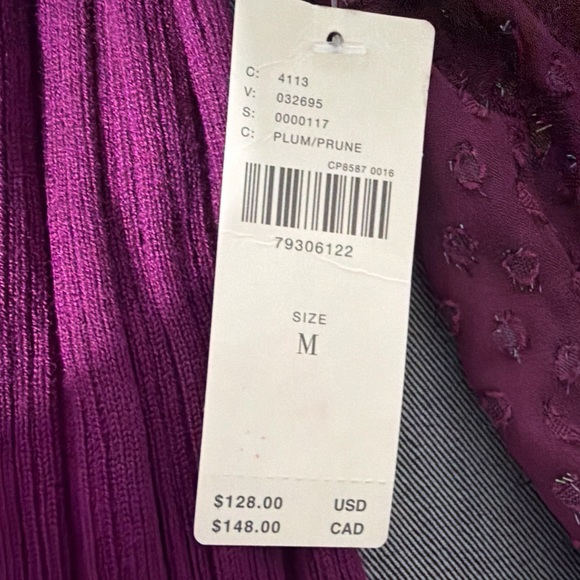 C: 4113
V: 032695
S: 0000117
C: PLUM/PRUNE
CP8587 0016
79306122
SIZE
M
$128.00 USD
$148.00 CAD